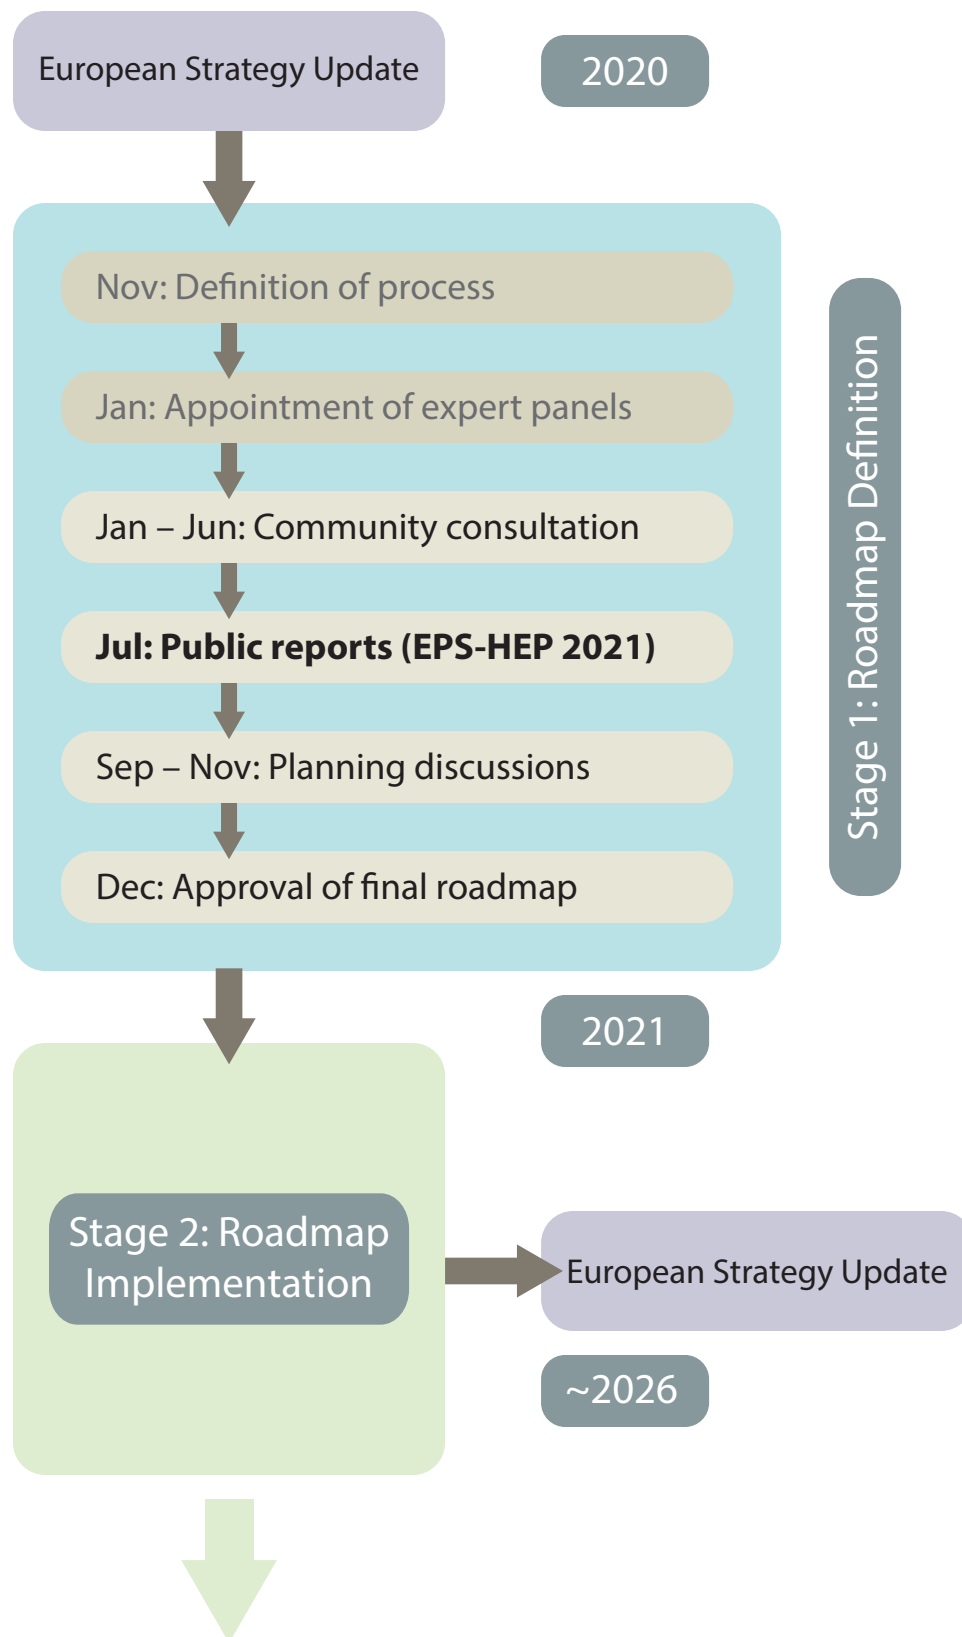 European Strategy Update
2020
Nov: Definition of process
Jan: Appointment of expert panels
Jan – Jun: Community consultation
Jul: Public reports (EPS-HEP 2021)
Sep – Nov: Planning discussions
Dec: Approval of final roadmap
Stage 1: Roadmap Definition
2021
Stage 2: Roadmap
Implementation
European Strategy Update
~2026